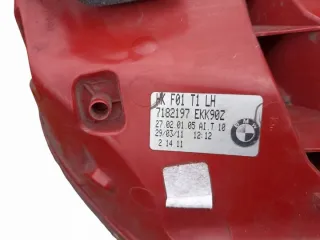 HK F01 T1 LH
7182197 EKK90Z
27.02.01.05 AI.T 10
29/03/11 12:12
2 14 11
BMW